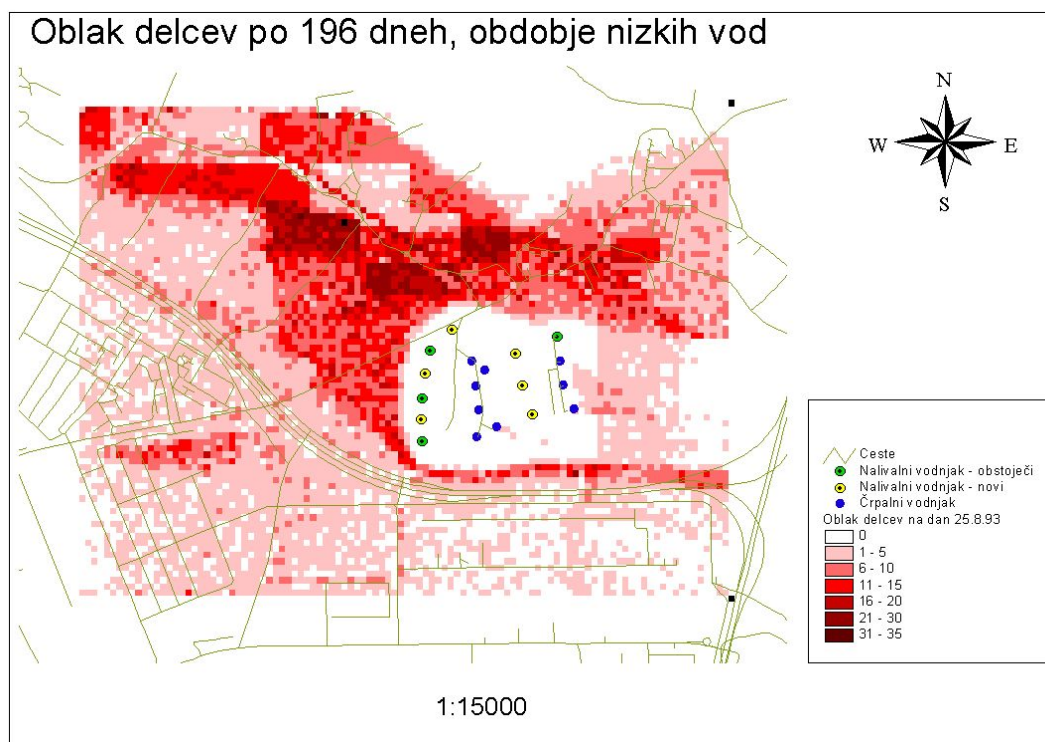 Oblak delcev po 196 dneh, obdobje nizkih vod
N
W E
S
Ceste
Nalivalni vodnjak - obstoječi
Nalivalni vodnjak - novi
Črpalni vodnjak
Oblak delcev na dan 25.8.93
0
1 - 5
6 - 10
11 - 15
16 - 20
21 - 30
31 - 35
1:15000